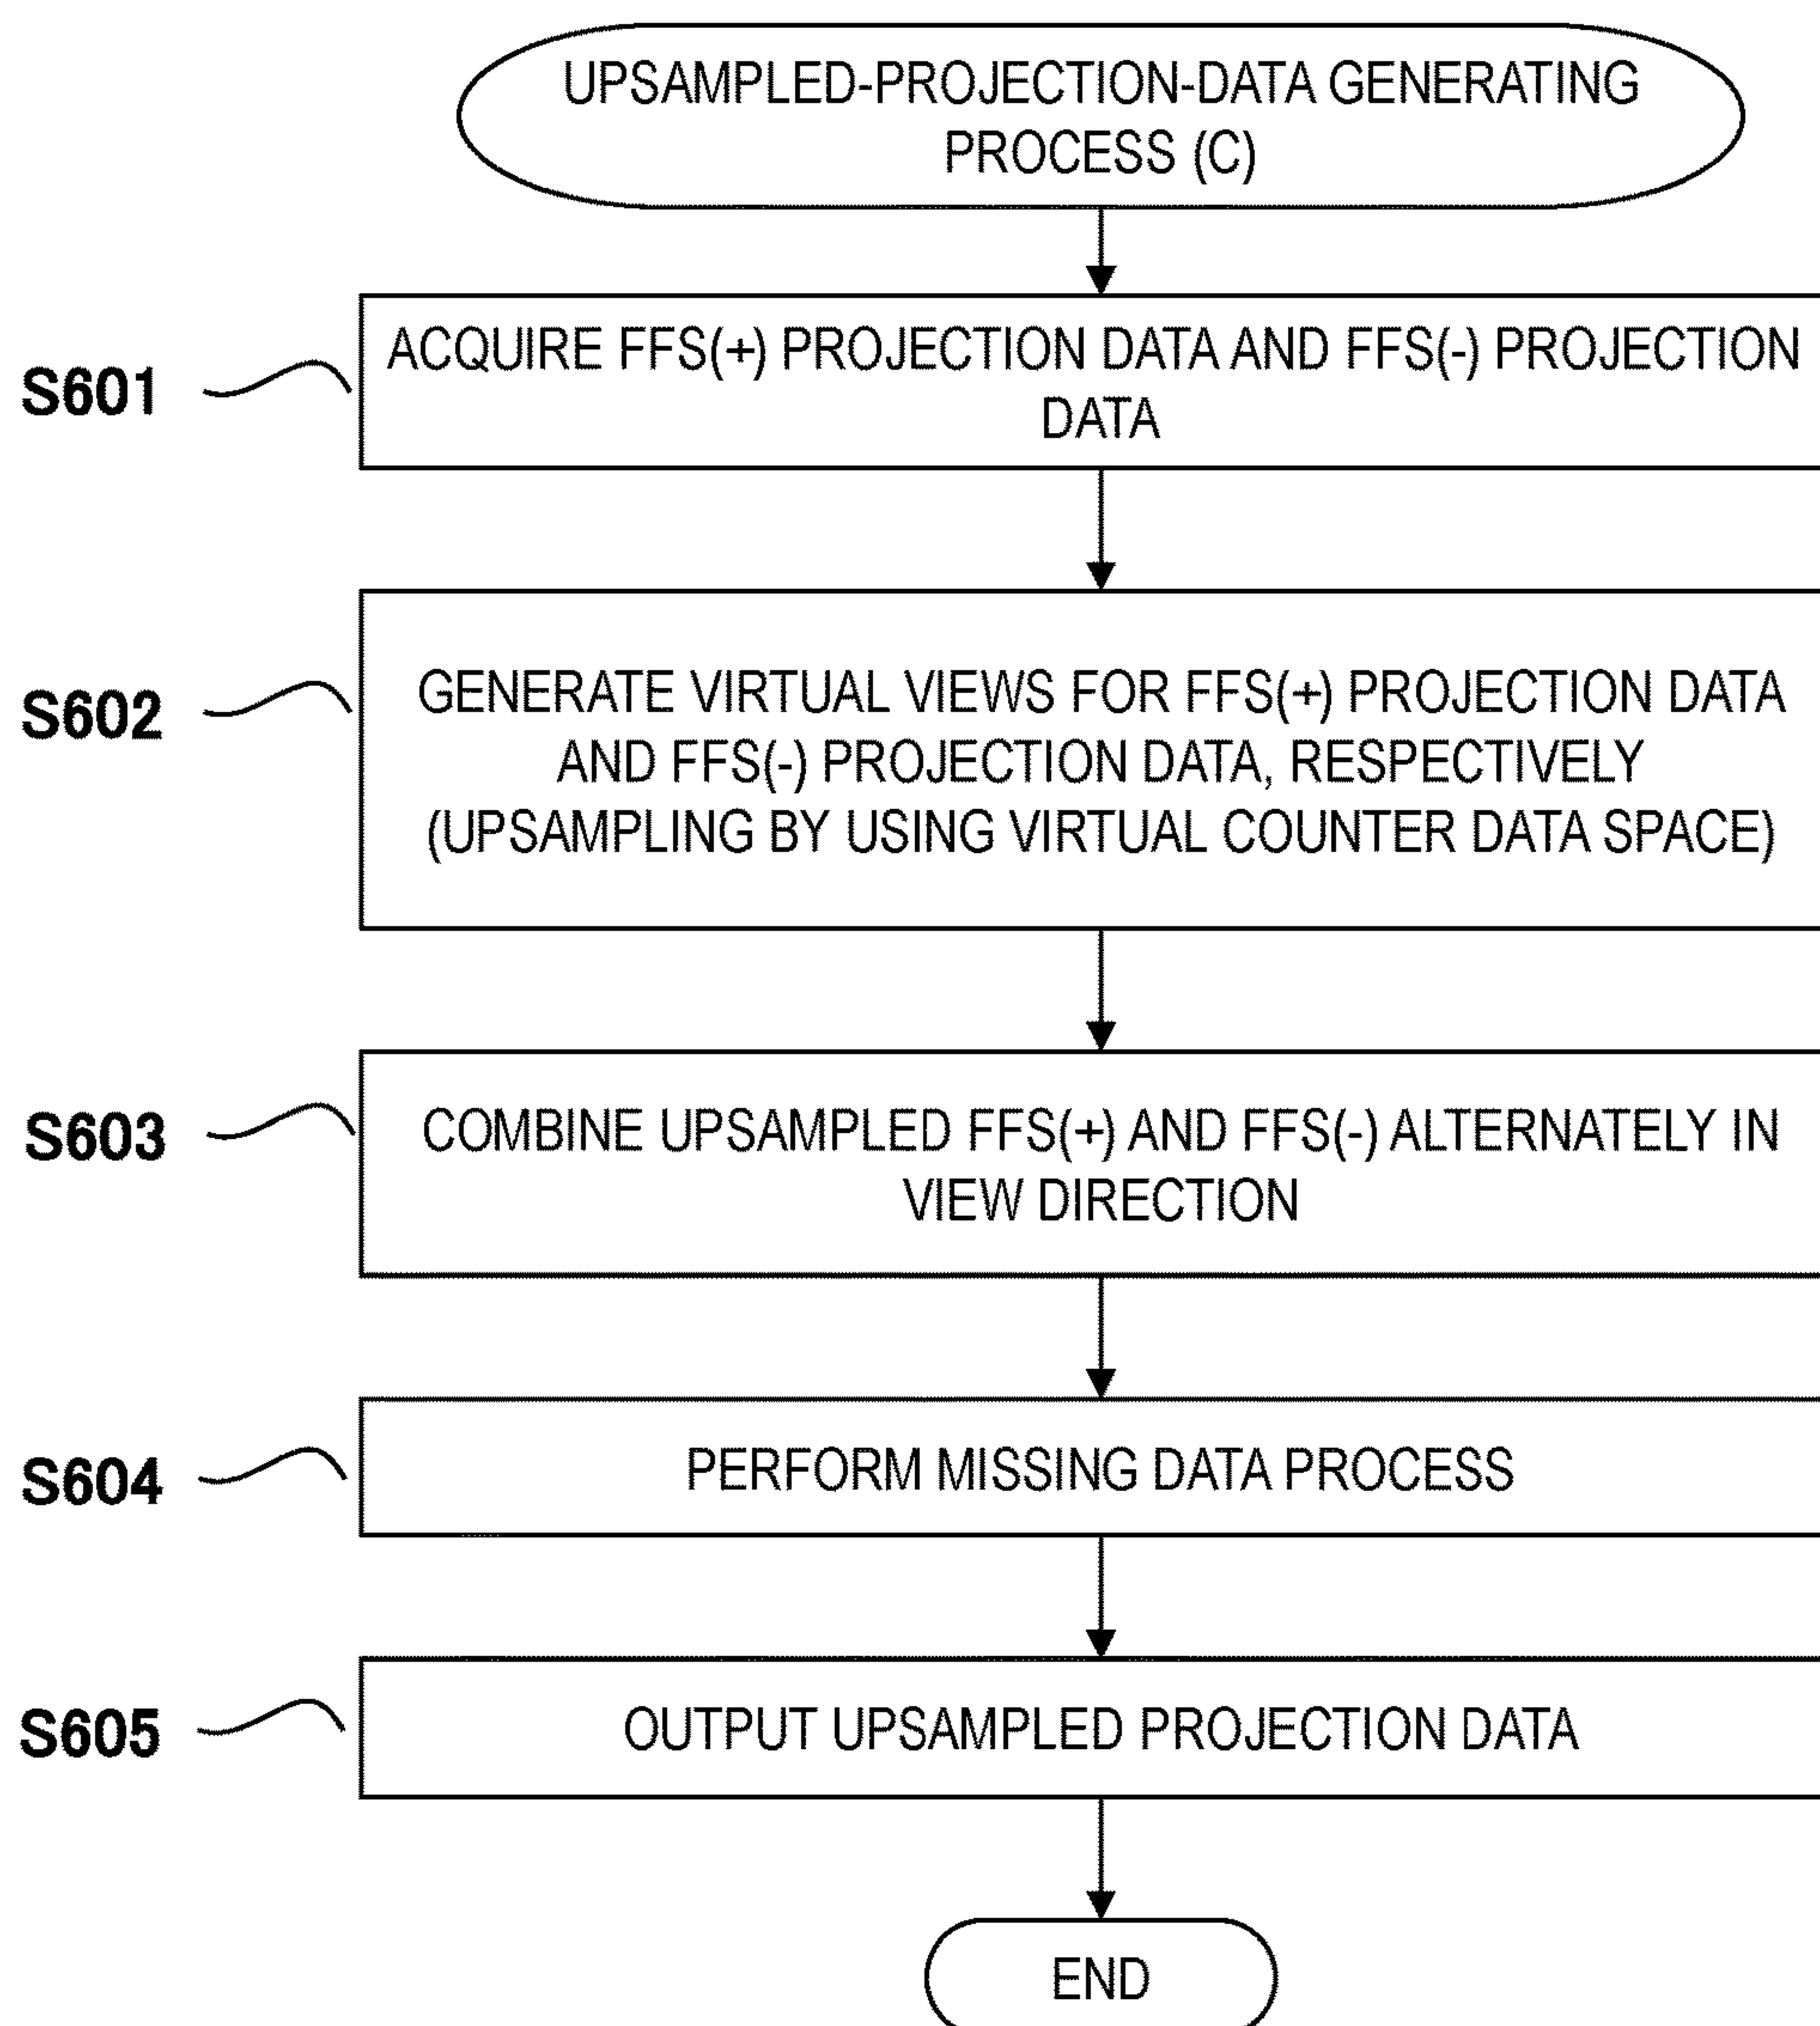 UPSAMPLED-PROJECTION-DATA GENERATING
PROCESS (C)
S601
ACQUIRE FFS(+) PROJECTION DATA AND FFS(-) PROJECTION
DATA
S602
GENERATE VIRTUAL VIEWS FOR FFS(+) PROJECTION DATA
AND FFS(-) PROJECTION DATA, RESPECTIVELY
(UPSAMPLING BY USING VIRTUAL COUNTER DATA SPACE)
S603
COMBINE UPSAMPLED FFS(+) AND FFS(-) ALTERNATELY IN
VIEW DIRECTION
S604
PERFORM MISSING DATA PROCESS
S605
OUTPUT UPSAMPLED PROJECTION DATA
END